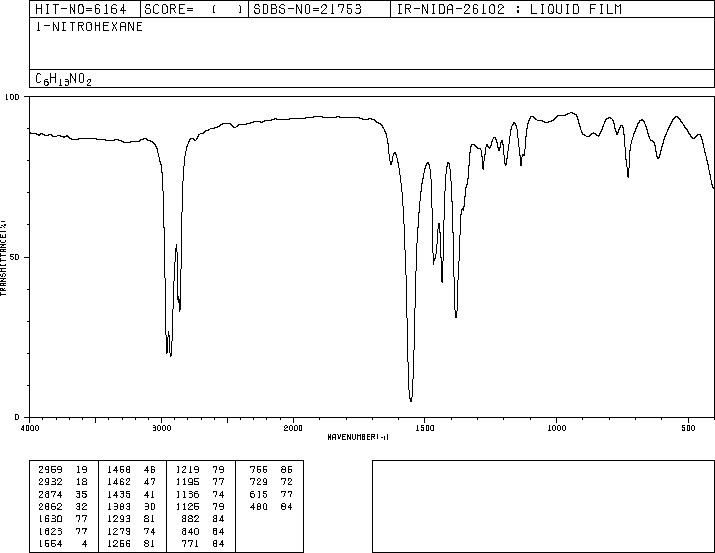 HIT-NO=6164 SCORE= ( ) SDBS-NO=21753 IR-NIDA-26102 : LIQUID FILM
1-NITROHEXANE
C6H13NO2
100
50
0
TRANSMITTANCE(%)
4000 3000 2000 1500 1000 500
WAVENUMBER(-1)
2959 19 1468 46 1219 79 766 86
2932 18 1462 47 1195 77 729 72
2874 35 1435 41 1136 74 615 77
2862 32 1383 30 1125 79 480 84
1630 77 1293 81 882 84
1623 77 1279 74 840 84
1554 4 1256 81 771 84